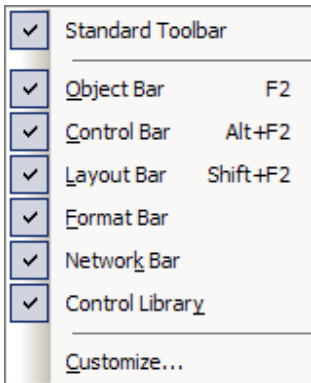 Standard Toolbar
Object Bar F2
Control Bar Alt+F2
Layout Bar Shift+F2
Format Bar
Network Bar
Control Library
Customize...